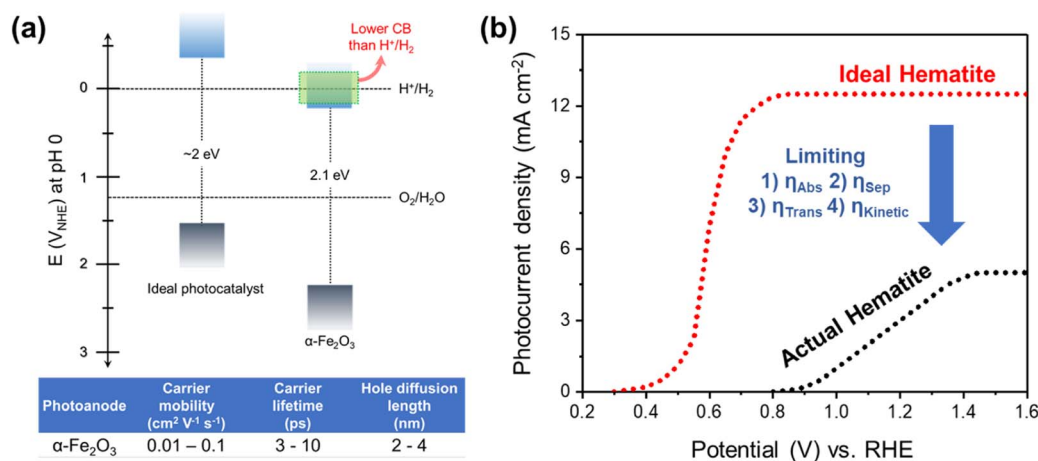 (a)
Lower CB
than H⁺/H₂
0
H⁺/H₂
~2 eV
2.1 eV
1
O₂/H₂O
2
Ideal photocatalyst
α-Fe₂O₃
3
E (V_NHE) at pH 0
Photoanode
Carrier
mobility
(cm² V⁻¹ s⁻¹)
Carrier
lifetime
(ps)
Hole diffusion
length
(nm)
α-Fe₂O₃ 0.01 – 0.1 3 - 10 2 - 4
(b)
15
Ideal Hematite
12
Limiting
1) η_Abs 2) η_Sep
3) η_Trans 4) η_Kinetic
9
6
Actual Hematite
3
0
0.2 0.4 0.6 0.8 1.0 1.2 1.4 1.6
Photocurrent density (mA cm⁻²)
Potential (V) vs. RHE